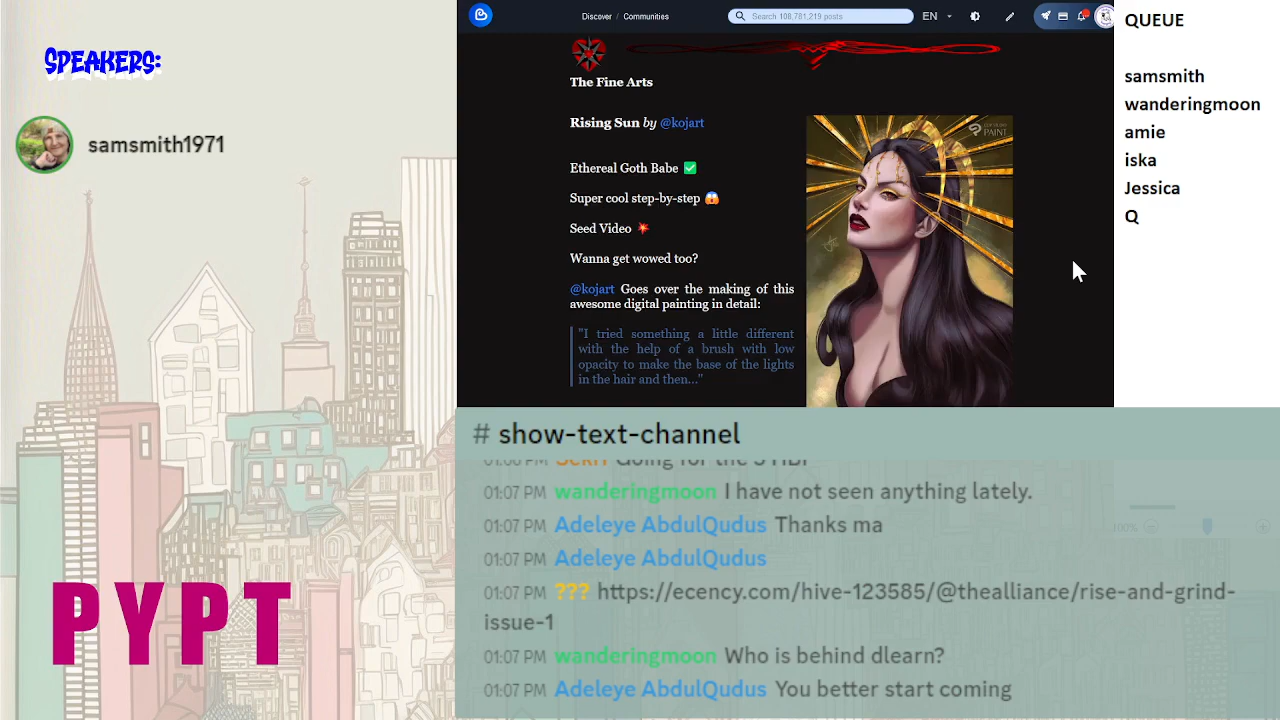 SPEAKERS:
samsmith1971
PYPT
Discover / Communities
Search 108,781,219 posts
EN
The Fine Arts
Rising Sun by @kojart
Ethereal Goth Babe ✅
Super cool step-by-step 😱
Seed Video 💥
Wanna get wowed too?
@kojart Goes over the making of this
awesome digital painting in detail:
"I tried something a little different
with the help of a brush with low
opacity to make the base of the lights
in the hair and then..."
PAINT
QUEUE
samsmith
wanderingmoon
amie
iska
Jessica
Q
# show-text-channel
01:07 PM wanderingmoon I have not seen anything lately.
01:07 PM Adeleye AbdulQudus Thanks ma
01:07 PM Adeleye AbdulQudus
01:07 PM ??? https://ecency.com/hive-123585/@thealliance/rise-and-grind-
issue-1
01:07 PM wanderingmoon Who is behind dlearn?
01:07 PM Adeleye AbdulQudus You better start coming
100%